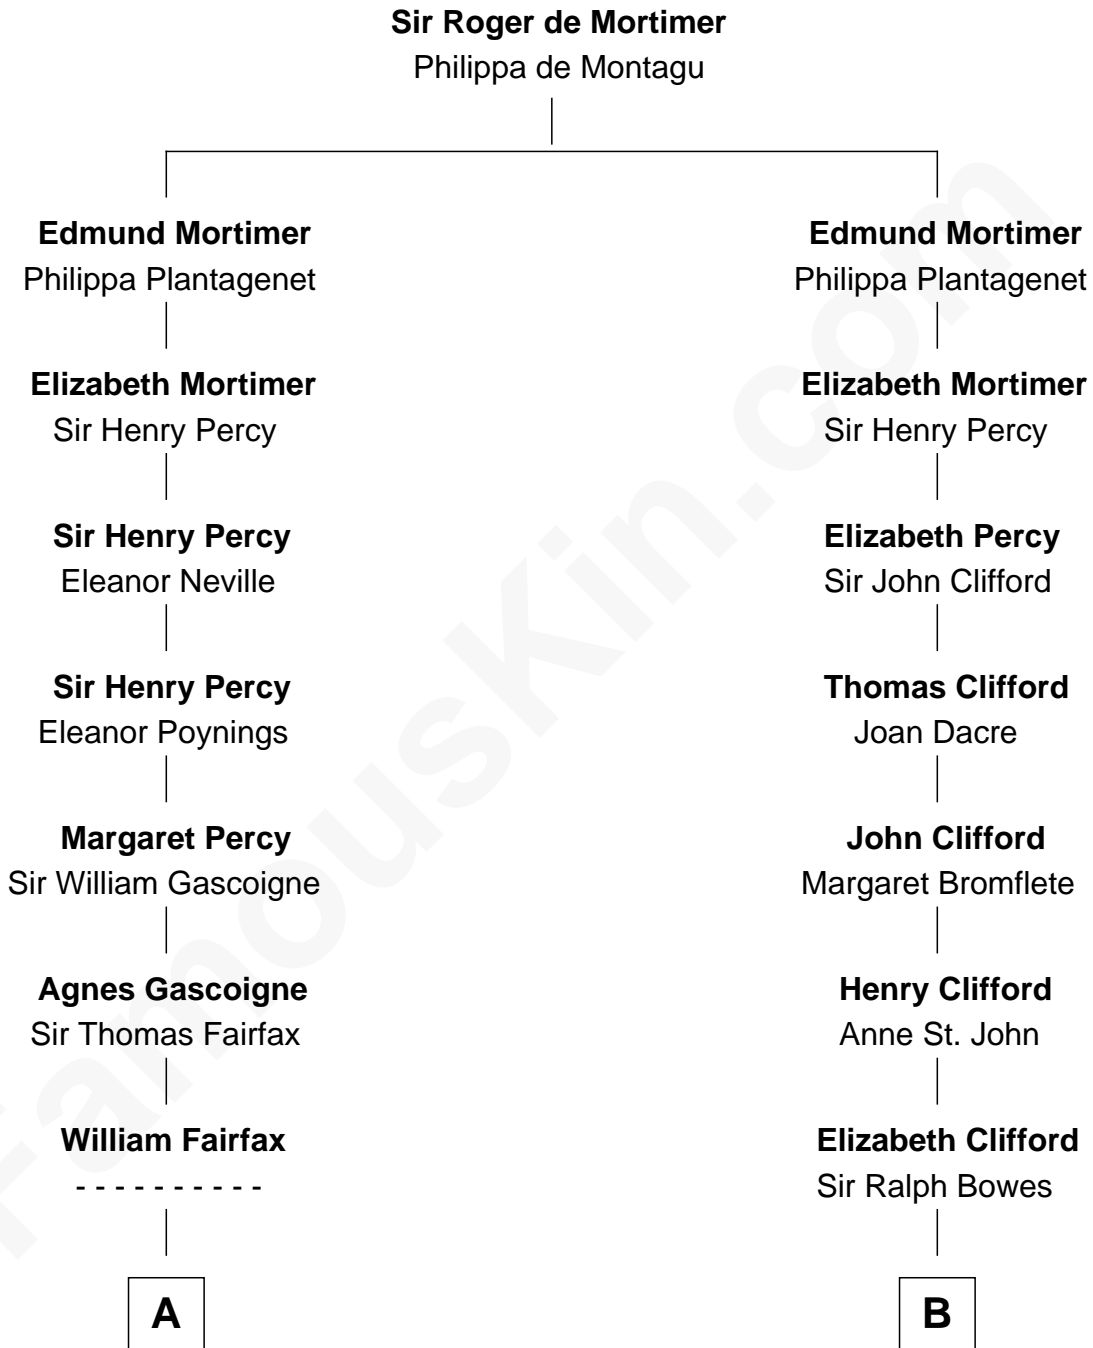 Sir Roger de Mortimer
Philippa de Montagu
Edmund Mortimer
Philippa Plantagenet
Edmund Mortimer
Philippa Plantagenet
Elizabeth Mortimer
Sir Henry Percy
Elizabeth Mortimer
Sir Henry Percy
Sir Henry Percy
Eleanor Neville
Elizabeth Percy
Sir John Clifford
Sir Henry Percy
Eleanor Poynings
Thomas Clifford
Joan Dacre
Margaret Percy
Sir William Gascoigne
John Clifford
Margaret Bromflete
Agnes Gascoigne
Sir Thomas Fairfax
Henry Clifford
Anne St. John
William Fairfax
- - - - - - - - - -
Elizabeth Clifford
Sir Ralph Bowes
A
B
FamousKin.com